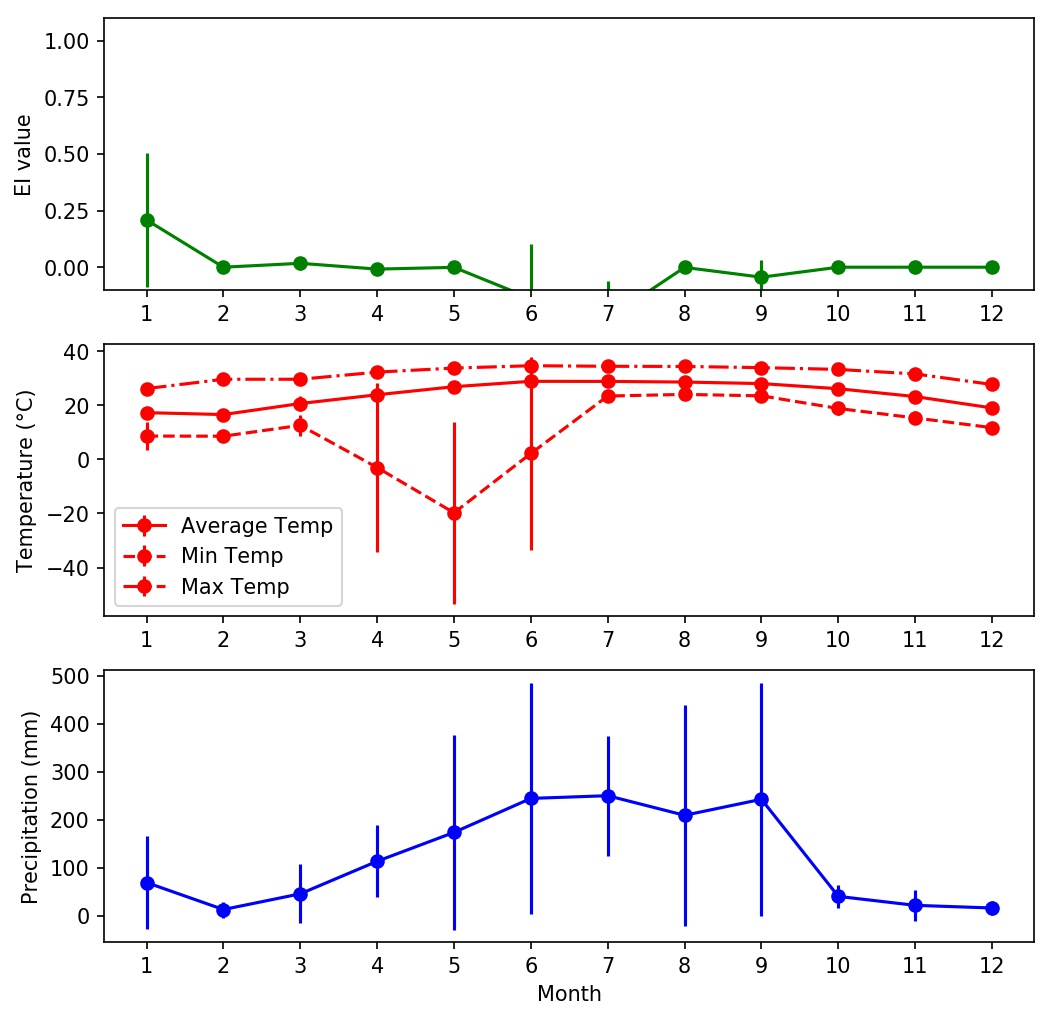 1.00
0.75
0.50
0.25
0.00
EI value
1 2 3 4 5 6 7 8 9 10 11 12
40
20
0
−20
−40
Temperature (°C)
Average Temp
Min Temp
Max Temp
1 2 3 4 5 6 7 8 9 10 11 12
500
400
300
200
100
0
Precipitation (mm)
1 2 3 4 5 6 7 8 9 10 11 12
Month